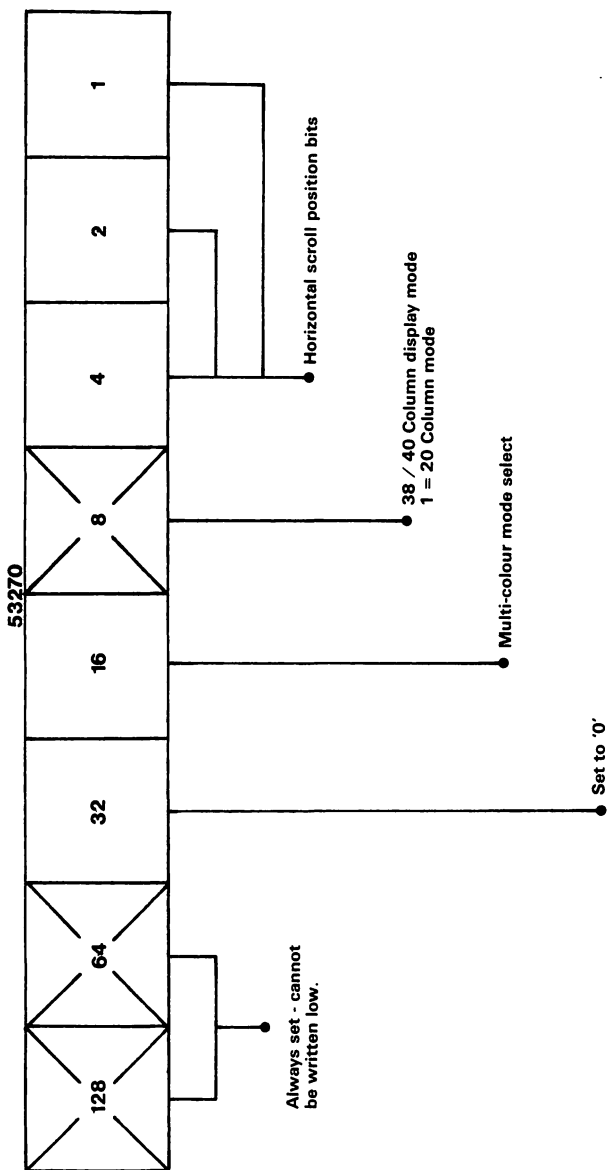 53270
128
64
32
16
8
4
2
1
Always set - cannot
be written low.
Set to '0'
Multi-colour mode select
38 / 40 Column display mode
1 = 20 Column mode
Horizontal scroll position bits